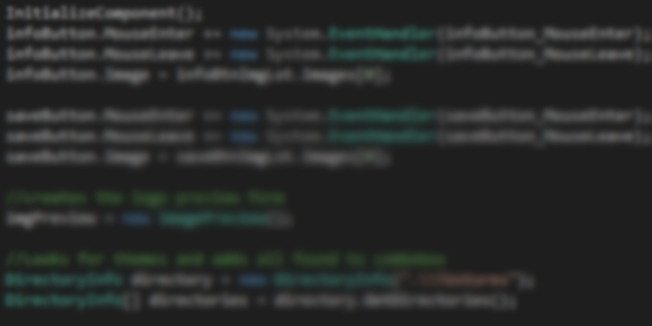 InitializeComponent();
infoButton.MouseEnter += new System.EventHandler(infoButton_MouseEnter);
infoButton.MouseLeave += new System.EventHandler(infoButton_MouseLeave);
infoButton.Image = infoBtnImgLst.Images[0];
saveButton.MouseEnter += new System.EventHandler(saveButton_MouseEnter);
saveButton.MouseLeave += new System.EventHandler(saveButton_MouseLeave);
saveButton.Image = saveBtnImgLst.Images[0];
//creates the logo preview form
imgPreview = new ImagePreview();
//Looks for themes and adds all found to combobox
DirectoryInfo directory = new DirectoryInfo(".\\Textures");
DirectoryInfo[] directories = directory.GetDirectories();